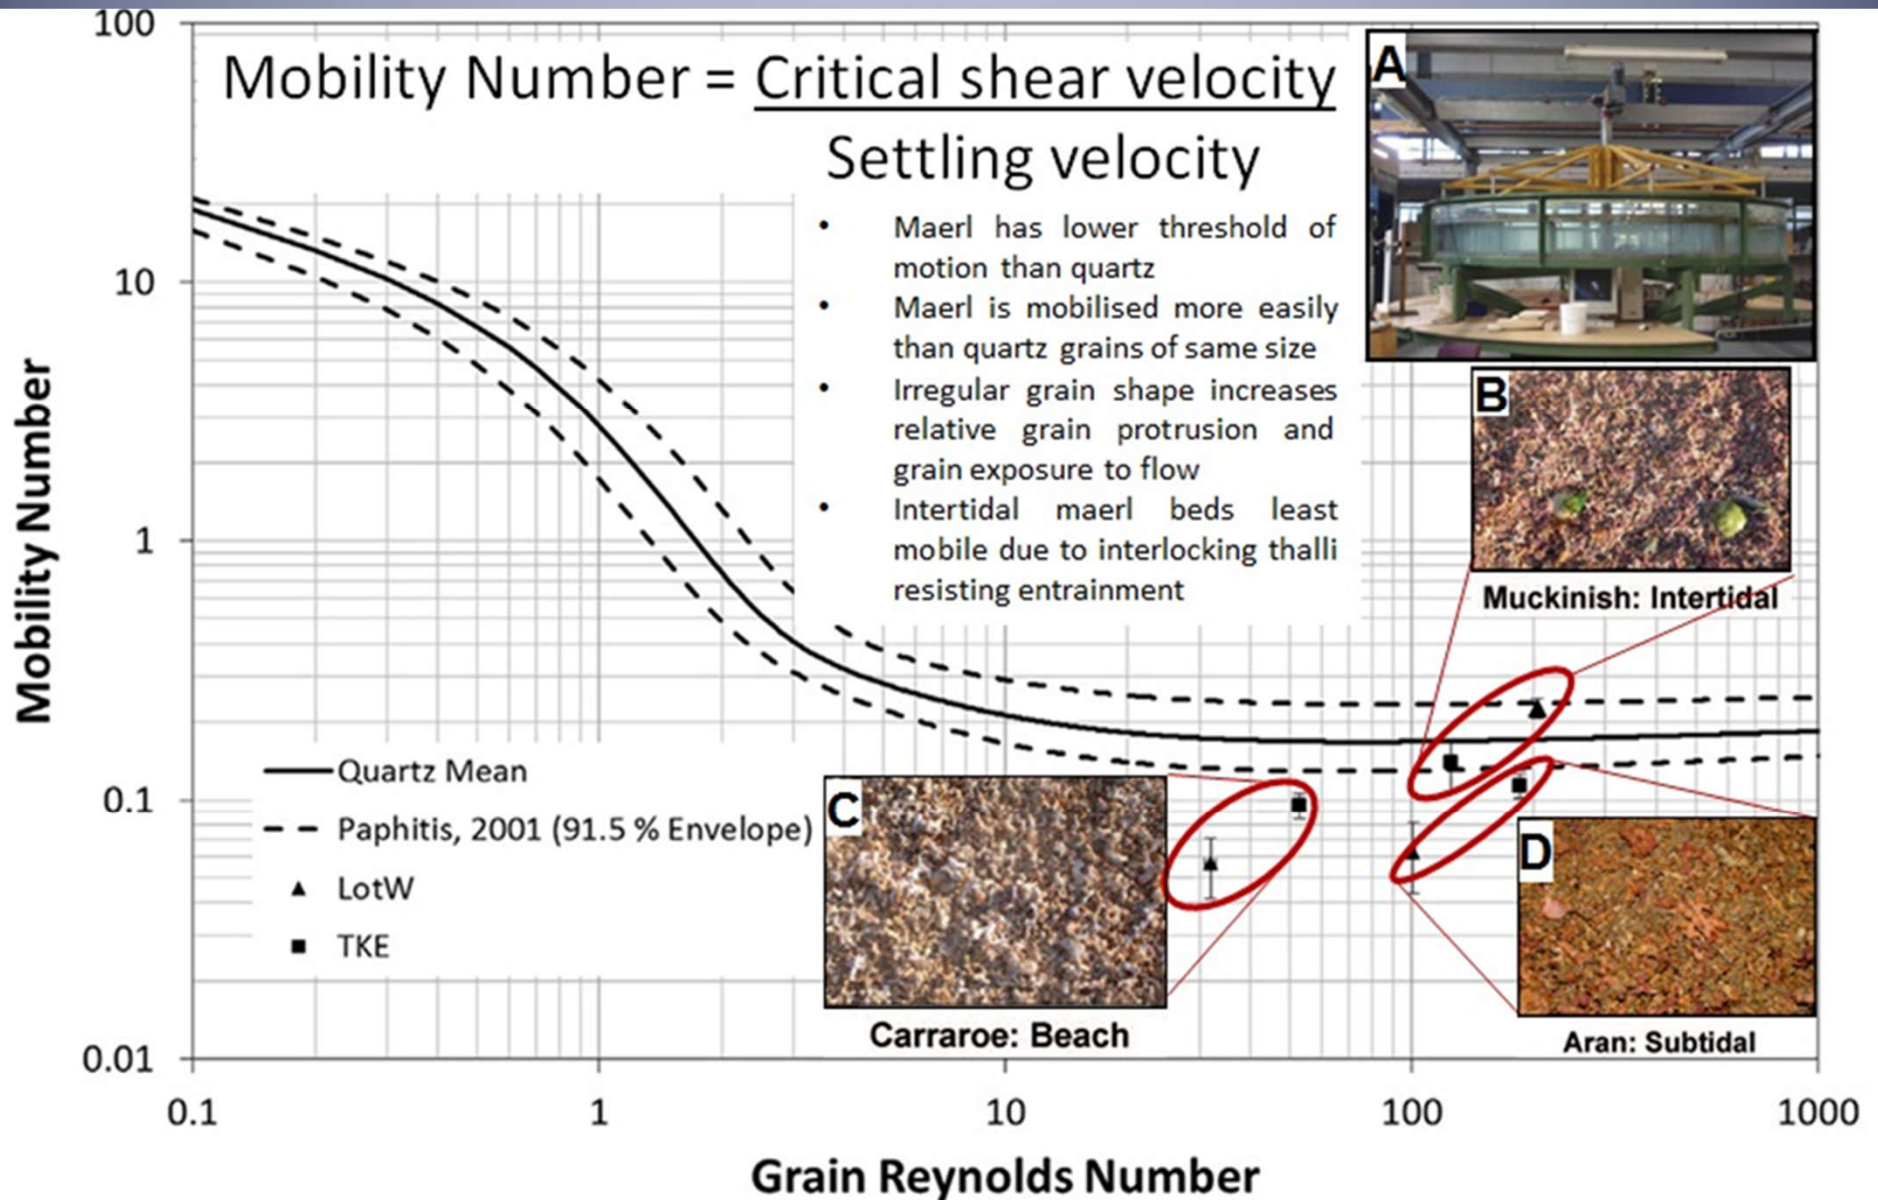 100
10
1
0.1
0.01
Mobility Number
Mobility Number = Critical shear velocity
Settling velocity
• Maerl has lower threshold of
motion than quartz
• Maerl is mobilised more easily
than quartz grains of same size
• Irregular grain shape increases
relative grain protrusion and
grain exposure to flow
• Intertidal maerl beds least
mobile due to interlocking thalli
resisting entrainment
A
B
Muckinish: Intertidal
Quartz Mean
Paphitis, 2001 (91.5 % Envelope)
LotW
TKE
C
Carraroe: Beach
D
Aran: Subtidal
0.1 1 10 100 1000
Grain Reynolds Number